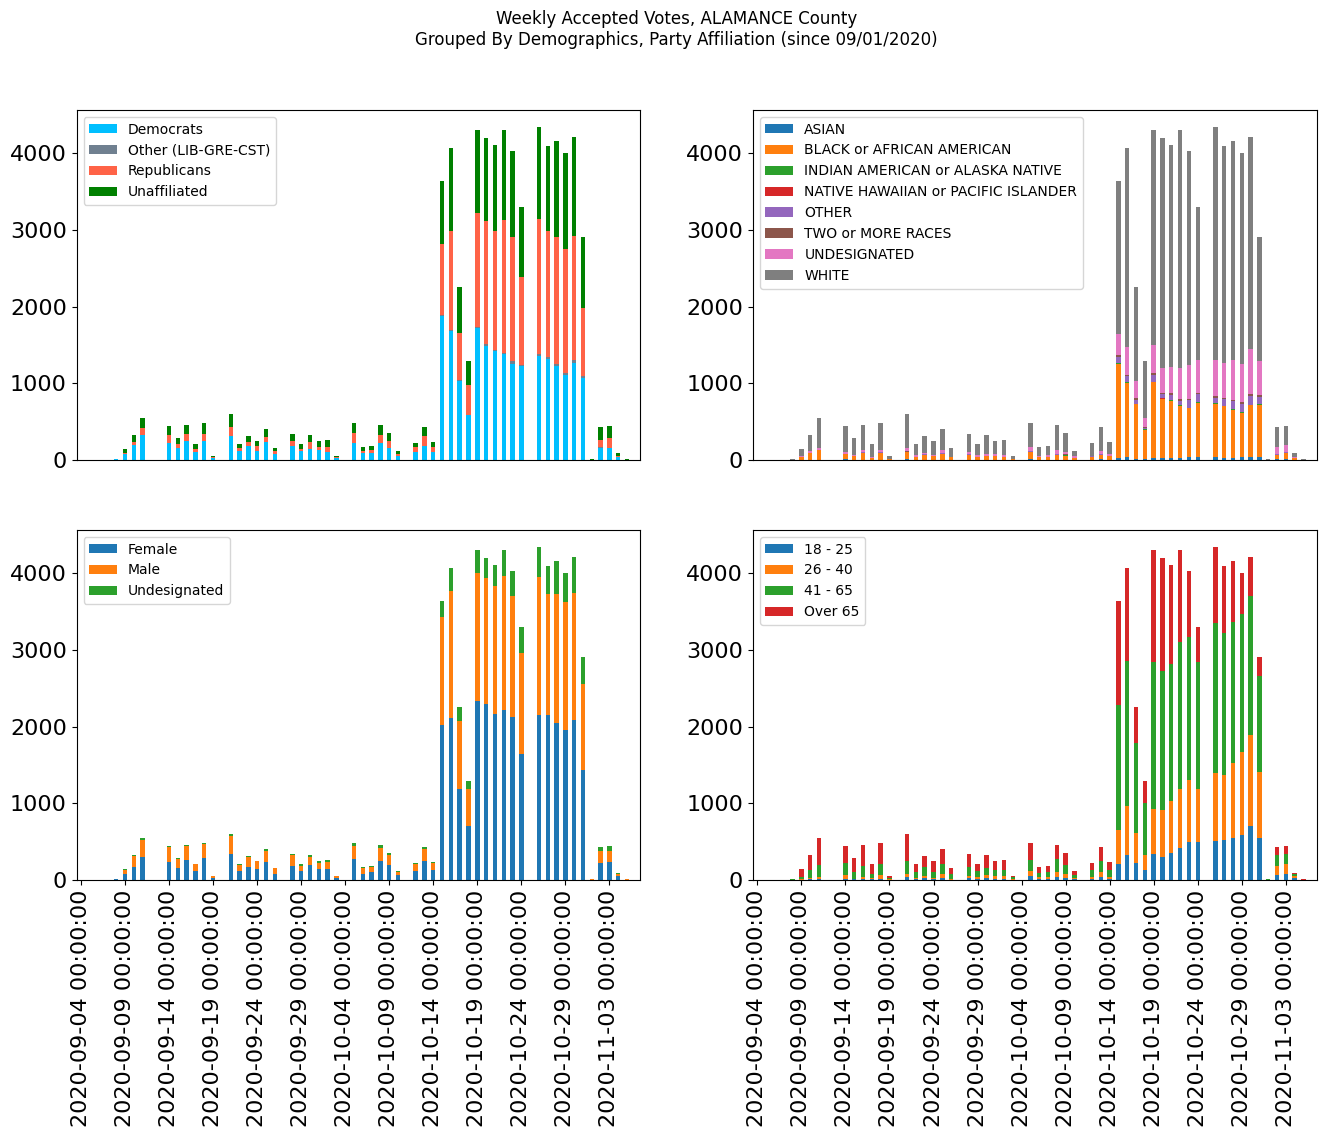 Weekly Accepted Votes, ALAMANCE County
Grouped By Demographics, Party Affiliation (since 09/01/2020)
4000
3000
2000
1000
0
Democrats
Other (LIB-GRE-CST)
Republicans
Unaffiliated
4000
3000
2000
1000
0
ASIAN
BLACK or AFRICAN AMERICAN
INDIAN AMERICAN or ALASKA NATIVE
NATIVE HAWAIIAN or PACIFIC ISLANDER
OTHER
TWO or MORE RACES
UNDESIGNATED
WHITE
4000
3000
2000
1000
0
Female
Male
Undesignated
2020-09-04 00:00:00
2020-09-09 00:00:00
2020-09-14 00:00:00
2020-09-19 00:00:00
2020-09-24 00:00:00
2020-09-29 00:00:00
2020-10-04 00:00:00
2020-10-09 00:00:00
2020-10-14 00:00:00
2020-10-19 00:00:00
2020-10-24 00:00:00
2020-10-29 00:00:00
2020-11-03 00:00:00
4000
3000
2000
1000
0
18 - 25
26 - 40
41 - 65
Over 65
2020-09-04 00:00:00
2020-09-09 00:00:00
2020-09-14 00:00:00
2020-09-19 00:00:00
2020-09-24 00:00:00
2020-09-29 00:00:00
2020-10-04 00:00:00
2020-10-09 00:00:00
2020-10-14 00:00:00
2020-10-19 00:00:00
2020-10-24 00:00:00
2020-10-29 00:00:00
2020-11-03 00:00:00